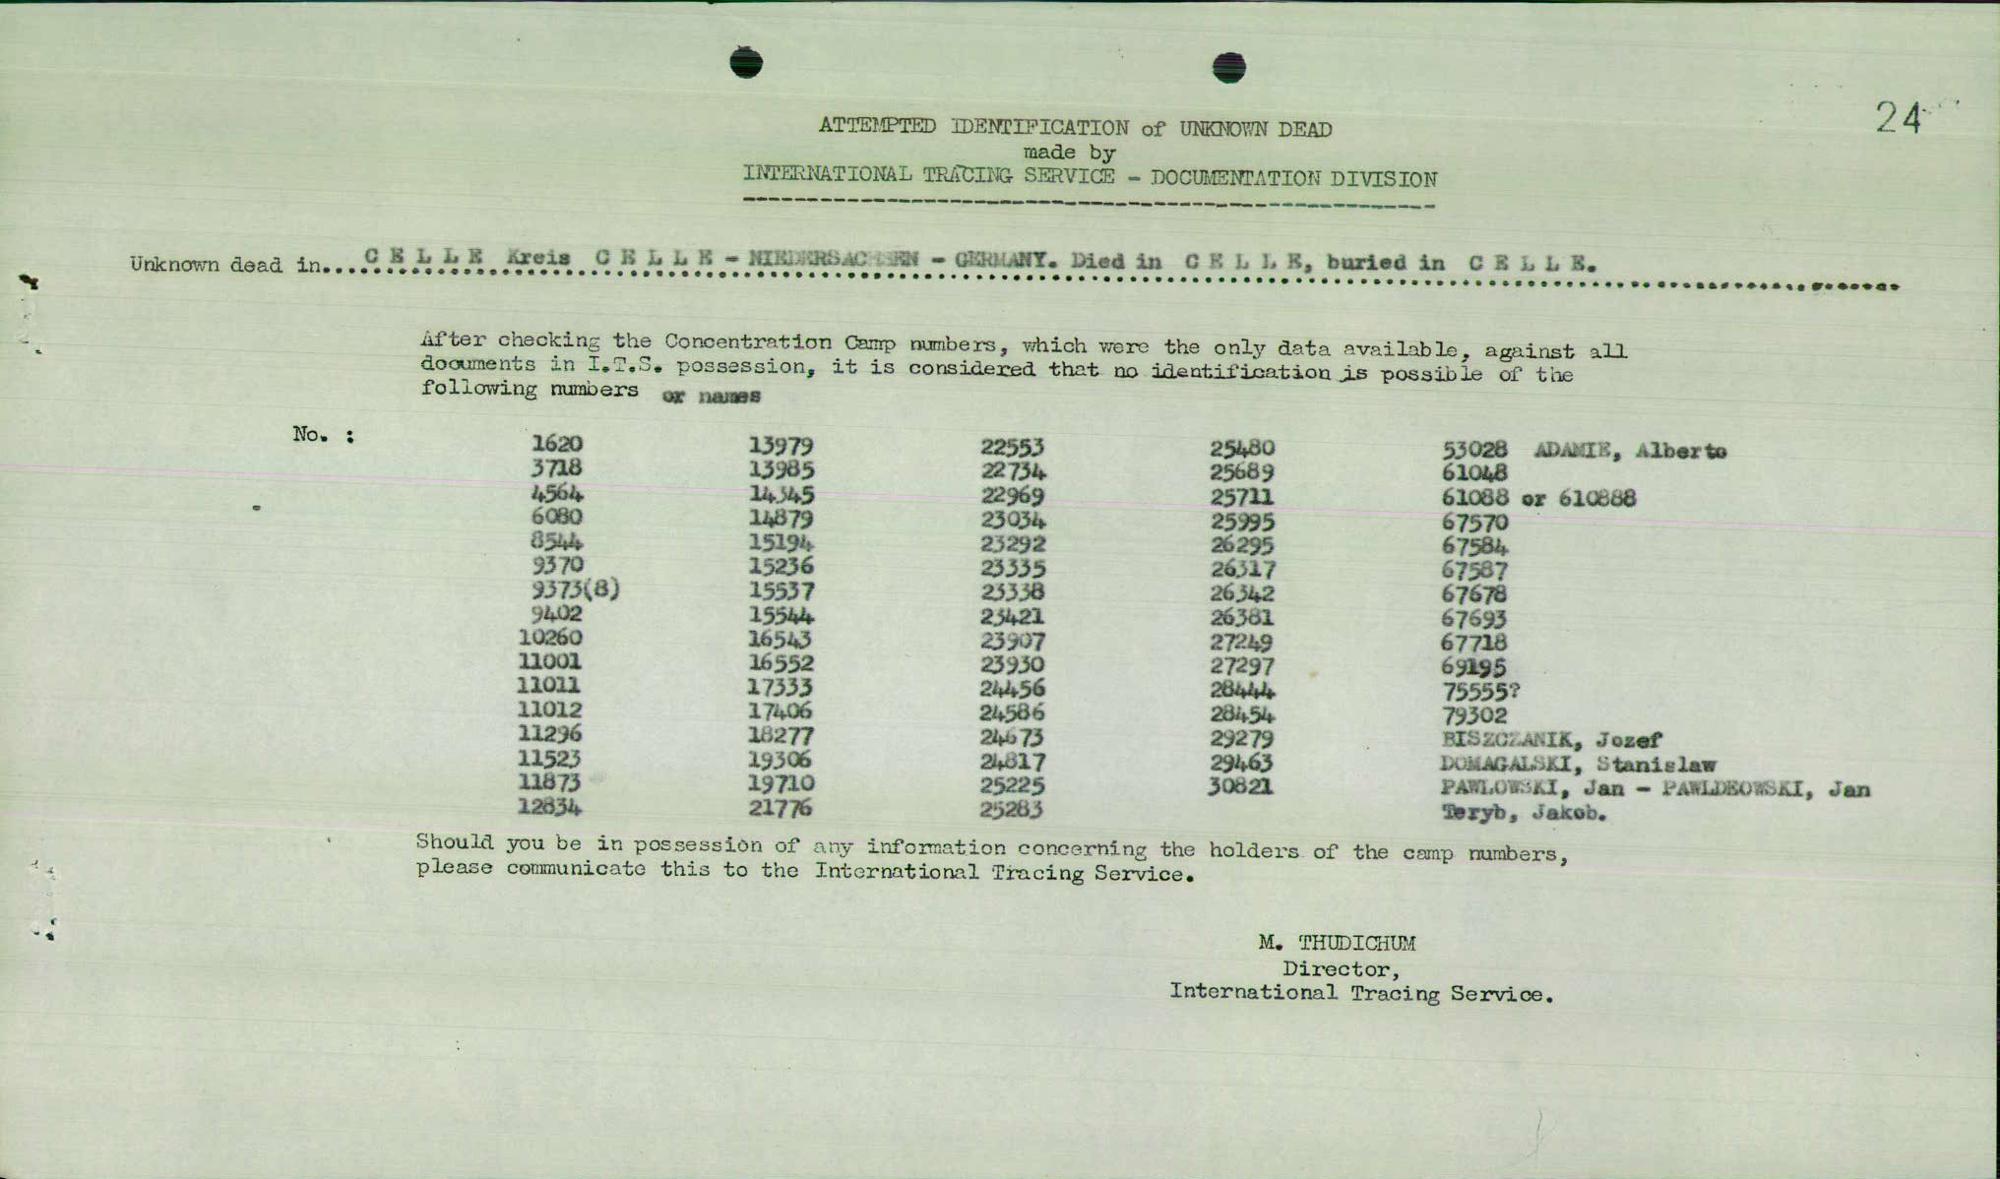 24
ATTEMPTED IDENTIFICATION of UNKNOWN DEAD
made by
INTERNATIONAL TRACING SERVICE - DOCUMENTATION DIVISION
Unknown dead in... C E L L E Kreis C E L L E - NIEDERSACHSEN - GERMANY. Died in C E L L E, buried in C E L L E.
After checking the Concentration Camp numbers, which were the only data available, against all
documents in I.T.S. possession, it is considered that no identification is possible of the
following numbers or names
No. :
1620 13979 22553 25480 53028 ADAMIE, Alberto
3718 13985 22734 25689 61048
4564 14345 22969 25711 61088 or 610888
6080 14879 23034 25995 67570
8544 15194 23292 26295 67584
9370 15236 23335 26317 67587
9373(8) 15537 23338 26342 67678
9402 15544 23421 26381 67693
10260 16543 23907 27249 67718
11001 16552 23930 27297 69195
11011 17333 24456 28444 75555?
11012 17406 24586 28454 79302
11296 18277 24673 29279 BISZCZANIK, Jozef
11523 19306 24817 29463 DOMAGALSKI, Stanislaw
11873 19710 25225 30821 PAWLOWSKI, Jan - PAWLDEOWSKI, Jan
12834 21776 25283 Teryb, Jakob.
Should you be in possession of any information concerning the holders of the camp numbers,
please communicate this to the International Tracing Service.
M. THUDICHUM
Director,
International Tracing Service.